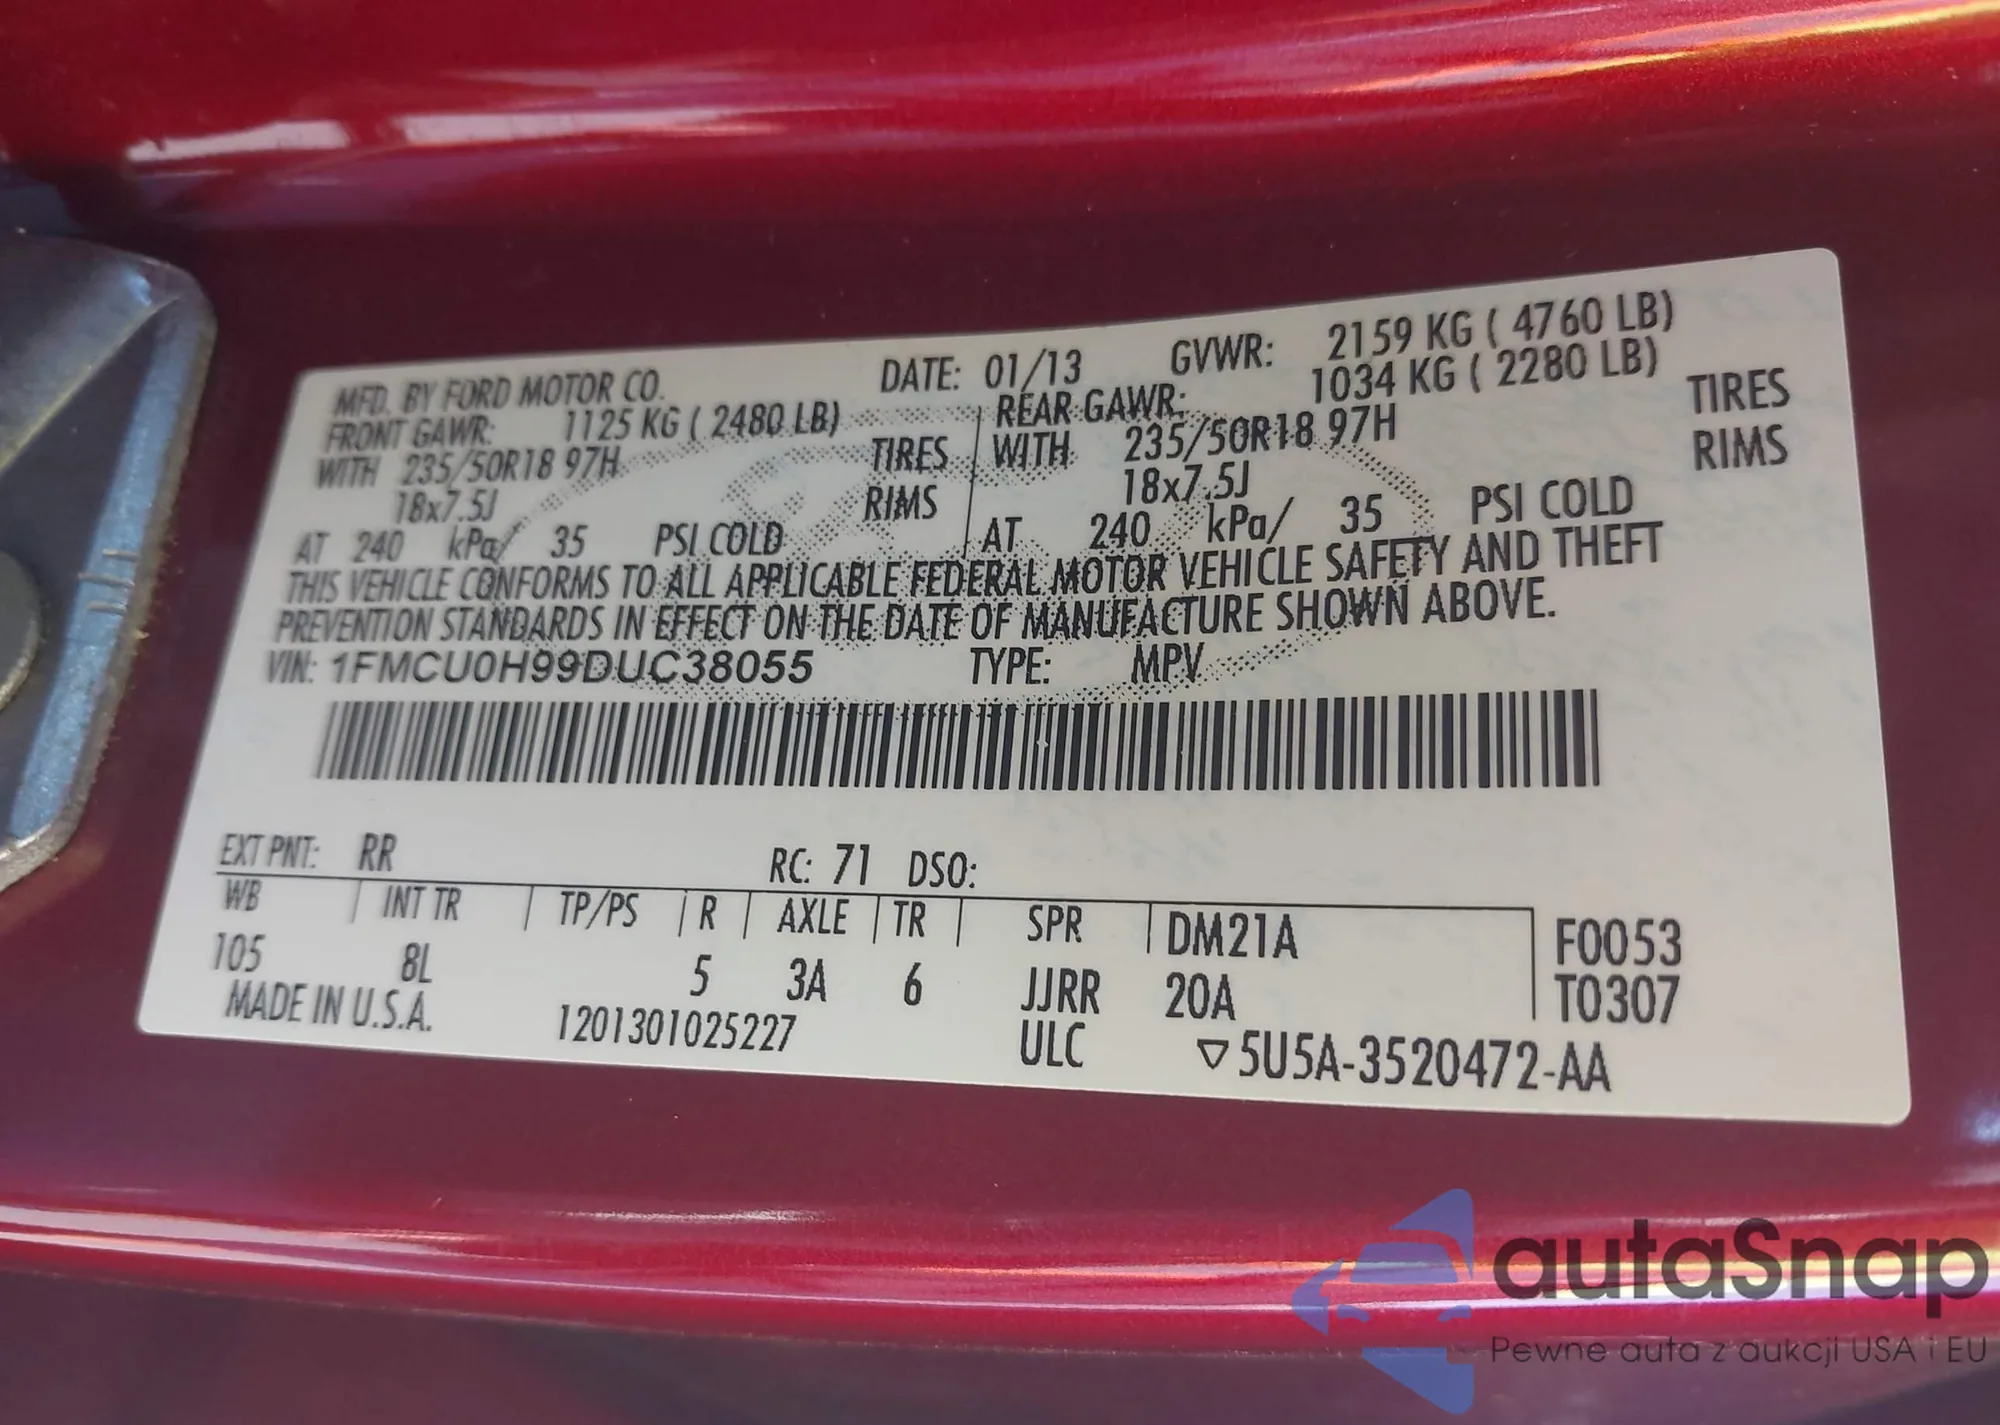 MFD. BY FORD MOTOR CO. DATE: 01/13 GVWR: 2159 KG ( 4760 LB)
FRONT GAWR: 1125 KG ( 2480 LB) REAR GAWR: 1034 KG ( 2280 LB)
WITH 235/50R18 97H TIRES WITH 235/50R18 97H TIRES
18x7.5J RIMS 18x7.5J RIMS
AT 240 kPa/ 35 PSI COLD AT 240 kPa/ 35 PSI COLD
THIS VEHICLE CONFORMS TO ALL APPLICABLE FEDERAL MOTOR VEHICLE SAFETY AND THEFT
PREVENTION STANDARDS IN EFFECT ON THE DATE OF MANUFACTURE SHOWN ABOVE.
VIN: 1FMCU0H99DUC38055 TYPE: MPV
EXT PNT: RR RC: 71 DSO:
WB INT TR TP/PS R AXLE TR SPR DM21A F0053
105 8L 5 3A 6 JJRR 20A T0307
MADE IN U.S.A. 1201301025227 ULC ▽5U5A-3520472-AA
autaSnap
Pewne auta z aukcji USA i EU